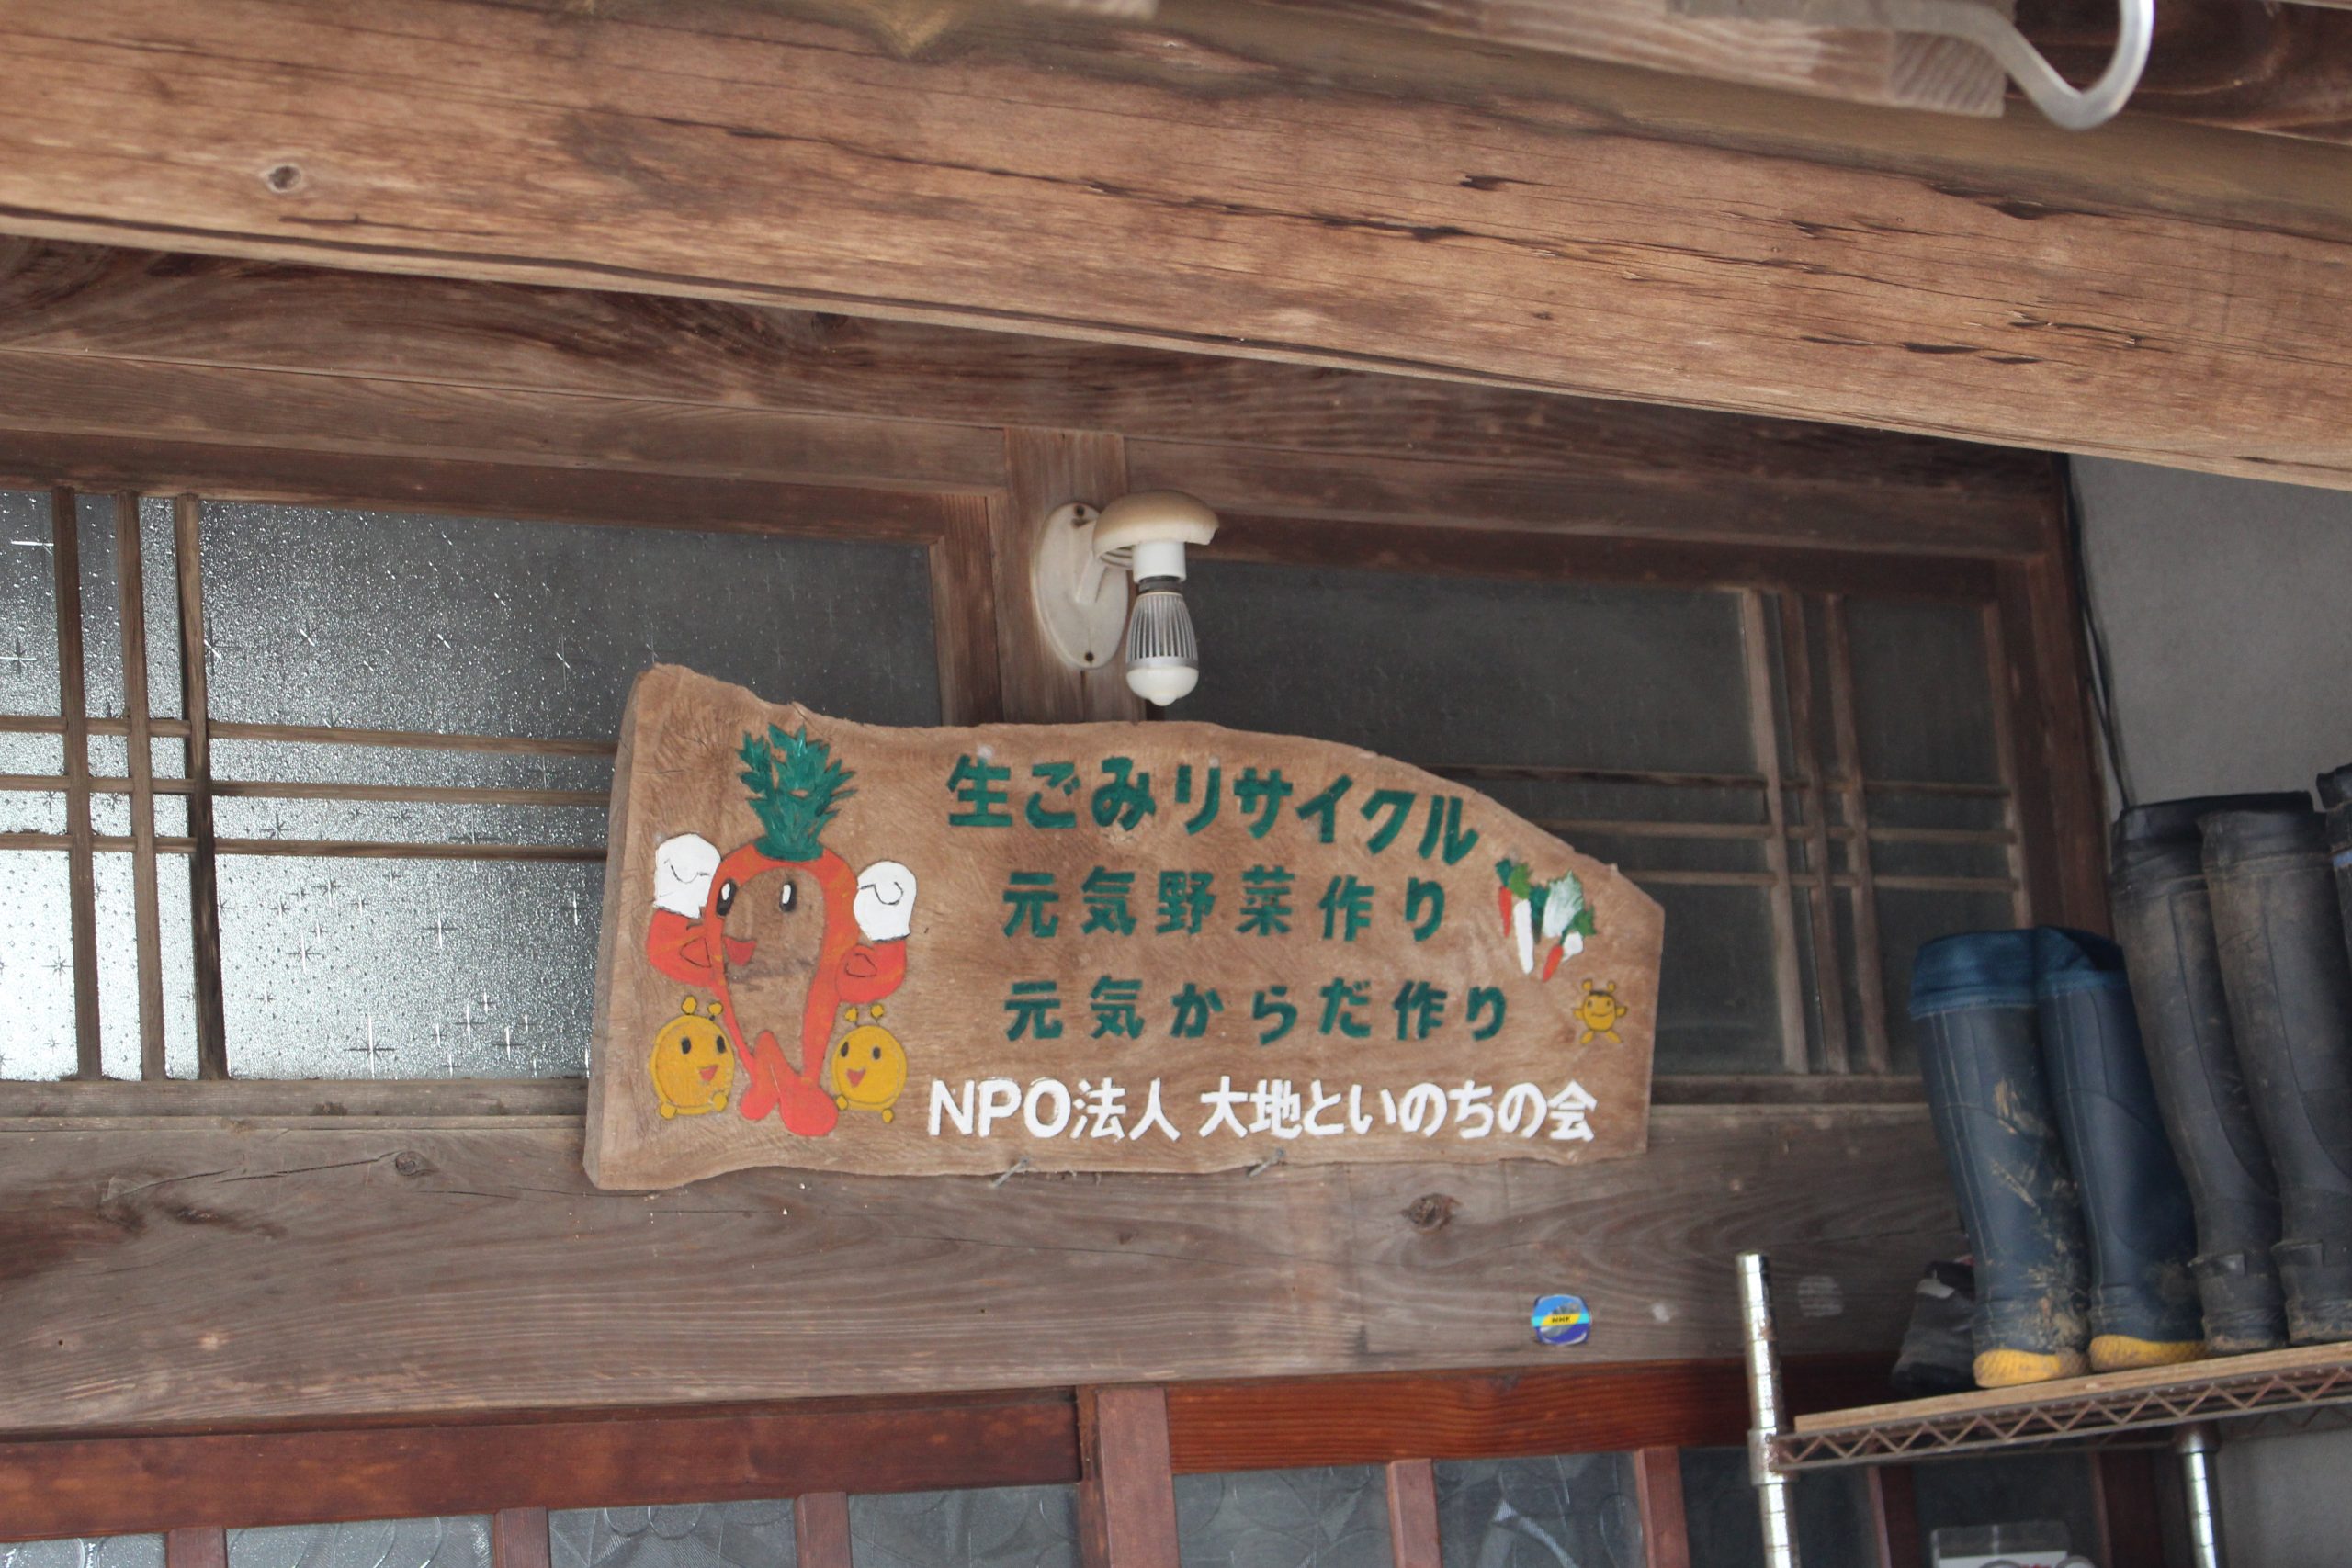 生ごみリサイクル
元気野菜作り
元気からだ作り
NPO法人 大地といのちの会
NHK